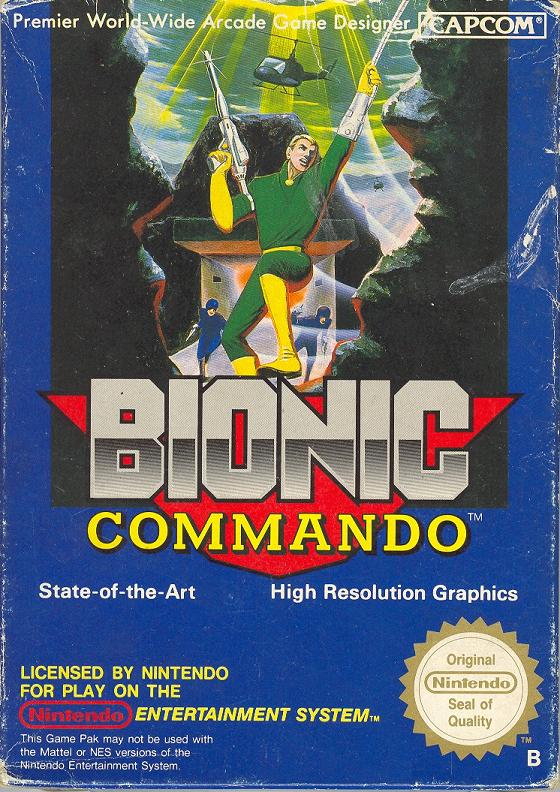 Premier World-Wide Arcade Game Designer CAPCOM®
BIONIC
COMMANDO™
State-of-the-Art High Resolution Graphics
LICENSED BY NINTENDO
FOR PLAY ON THE
Nintendo ENTERTAINMENT SYSTEM™
This Game Pak may not be used with
the Mattel or NES versions of the
Nintendo Entertainment System.
Original
Nintendo
Seal of
Quality
TM
B